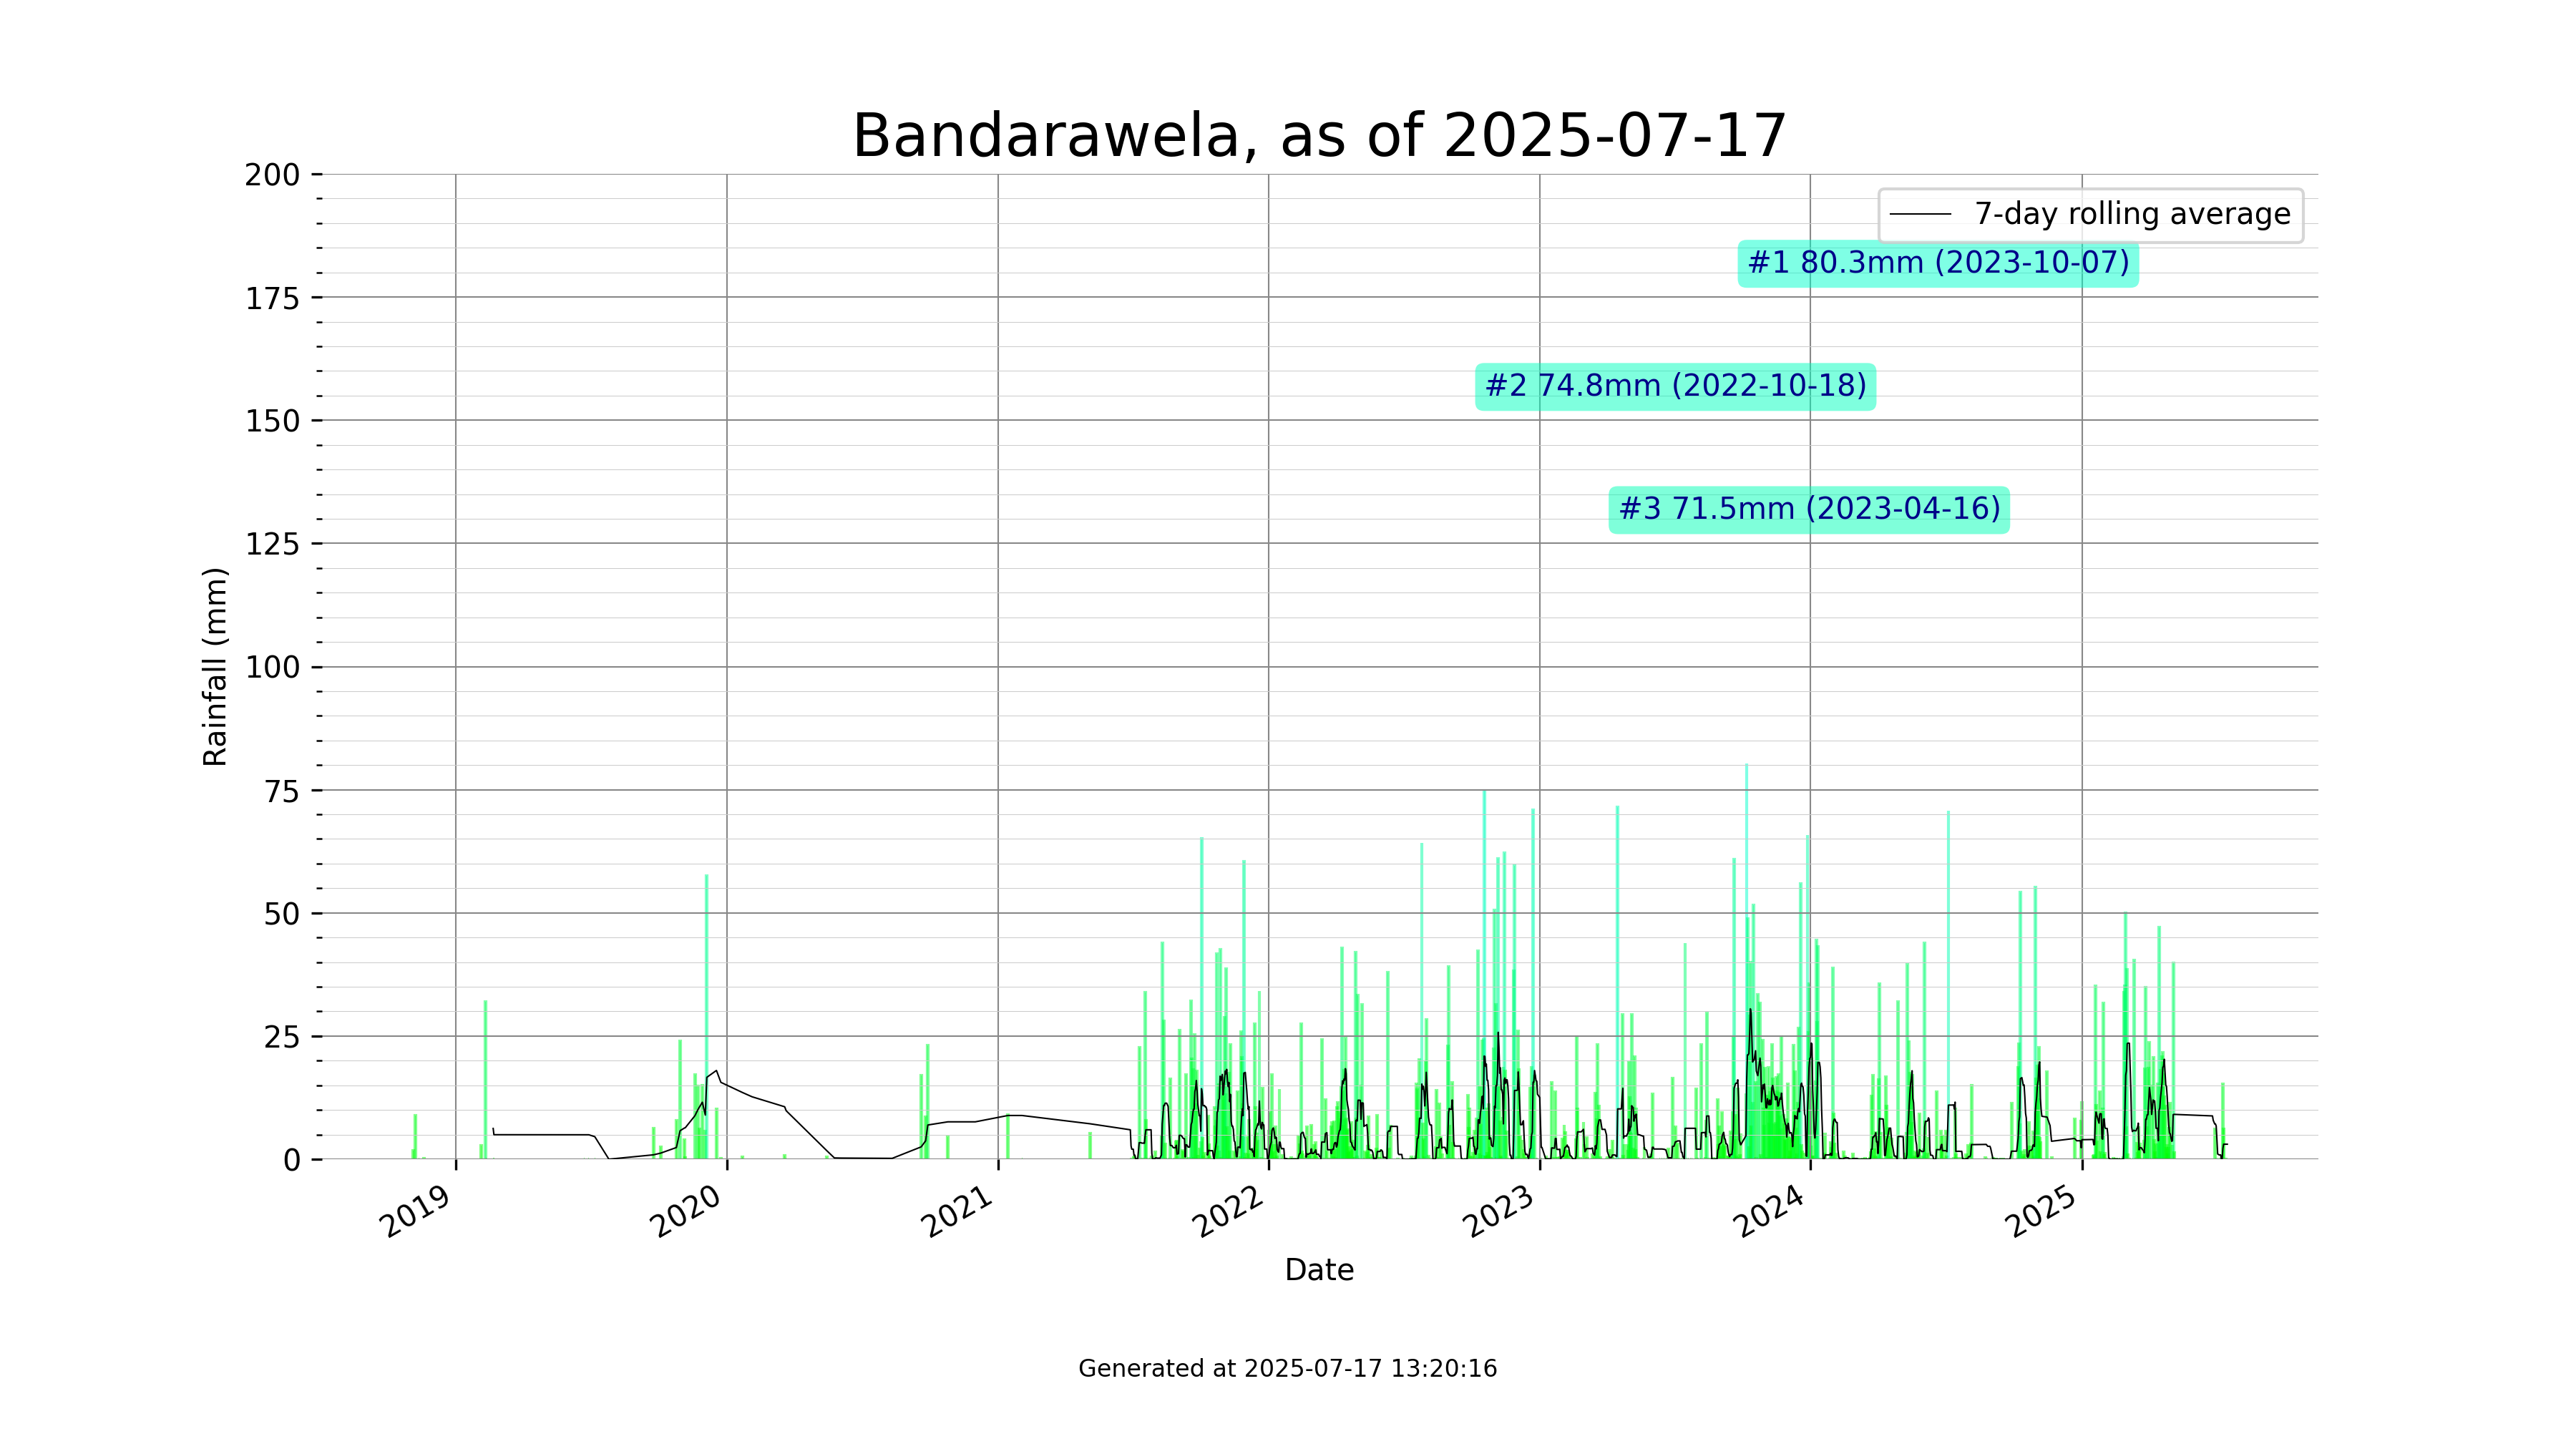 Bandarawela, as of 2025-07-17
200
175
150
125
100
75
50
25
0
Rainfall (mm)
7-day rolling average
#1 80.3mm (2023-10-07)
#2 74.8mm (2022-10-18)
#3 71.5mm (2023-04-16)
2019
2020
2021
2022
2023
2024
2025
Date
Generated at 2025-07-17 13:20:16